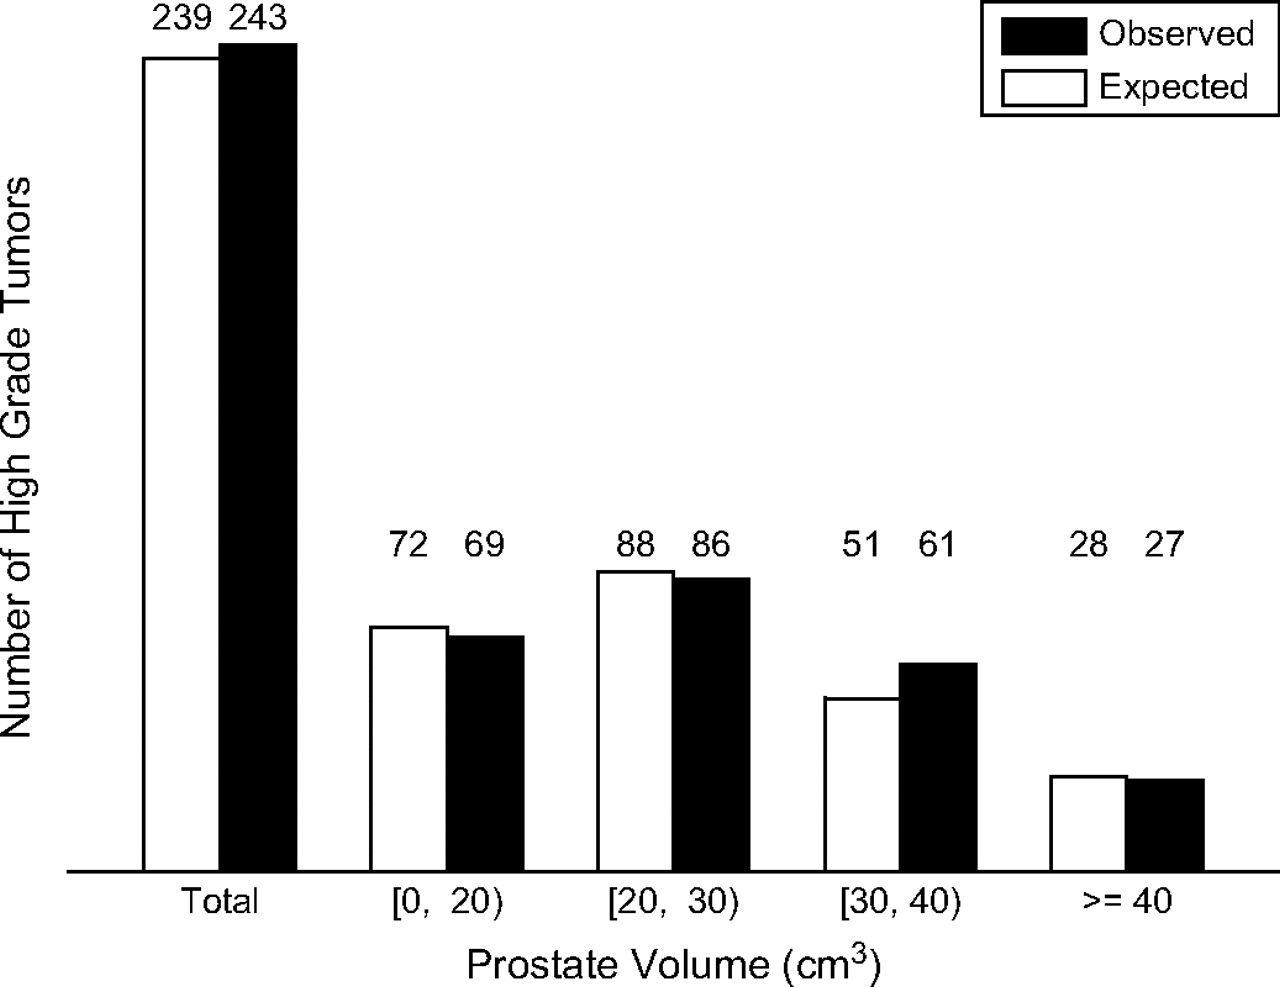 239 243
Observed
Expected
Number of High Grade Tumors
72 69
88 86
51 61
28 27
Total
[0, 20)
[20, 30)
[30, 40)
>= 40
Prostate Volume (cm³)